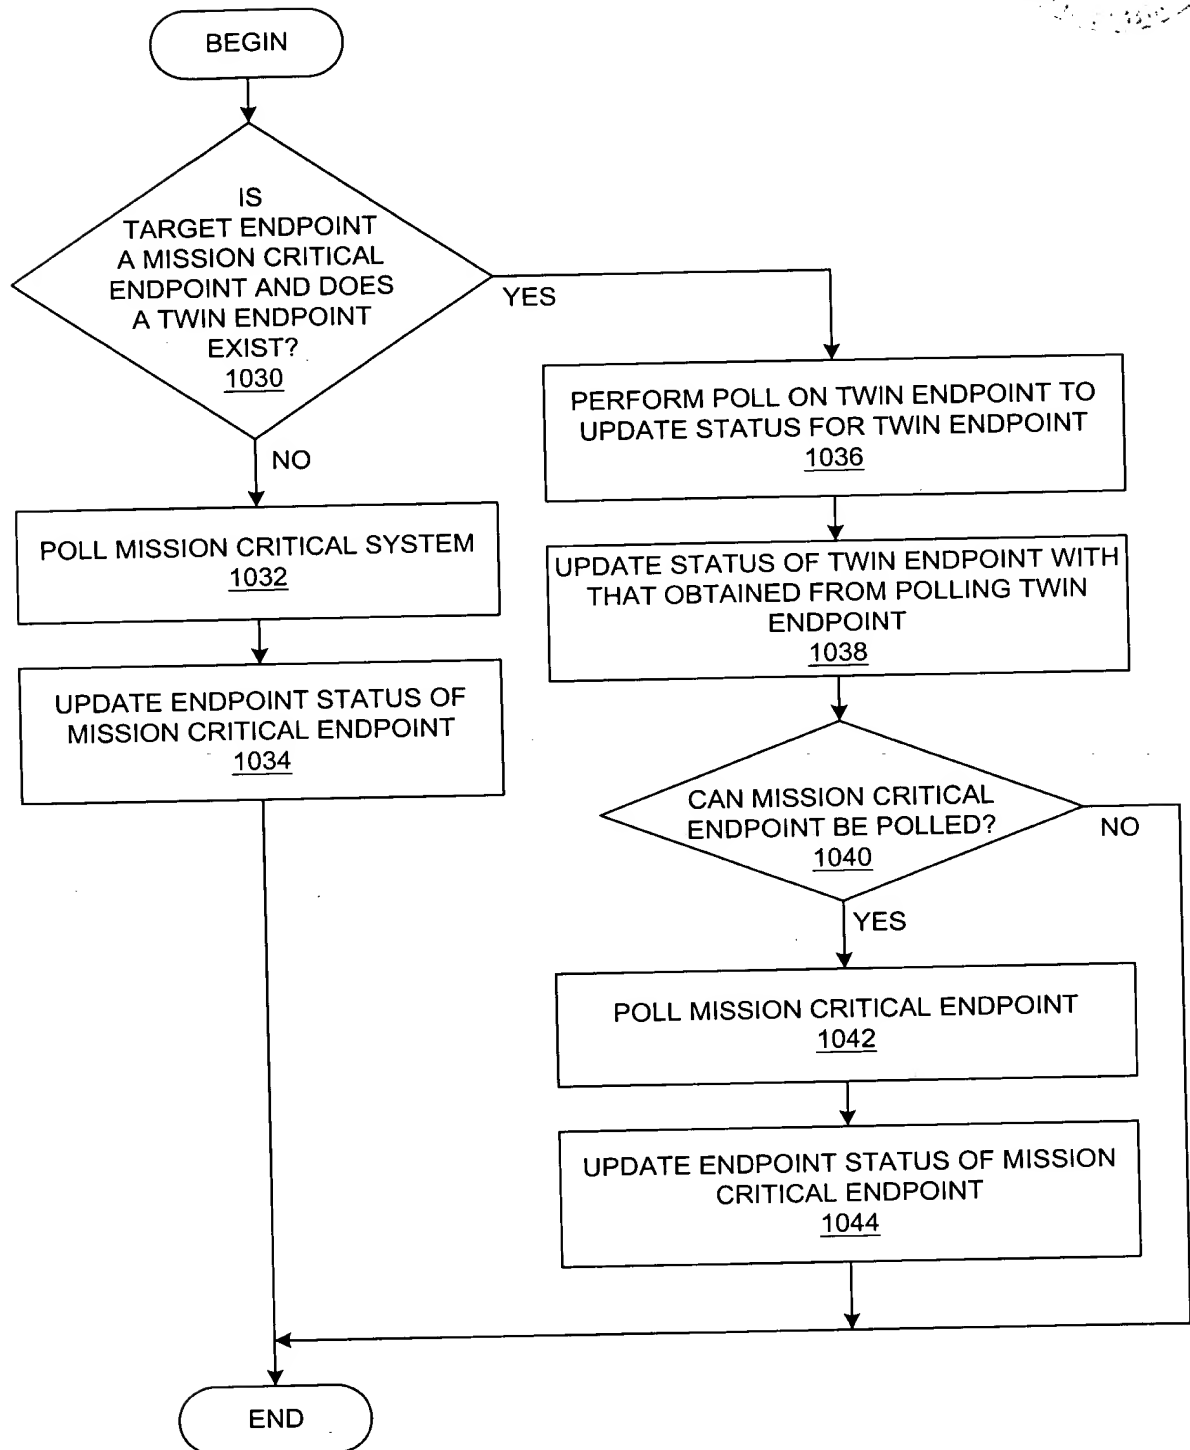 BEGIN
IS
TARGET ENDPOINT
A MISSION CRITICAL
ENDPOINT AND DOES
A TWIN ENDPOINT
EXIST?
1030
YES
NO
POLL MISSION CRITICAL SYSTEM
1032
UPDATE ENDPOINT STATUS OF
MISSION CRITICAL ENDPOINT
1034
PERFORM POLL ON TWIN ENDPOINT TO
UPDATE STATUS FOR TWIN ENDPOINT
1036
UPDATE STATUS OF TWIN ENDPOINT WITH
THAT OBTAINED FROM POLLING TWIN
ENDPOINT
1038
CAN MISSION CRITICAL
ENDPOINT BE POLLED?
1040
NO
YES
POLL MISSION CRITICAL ENDPOINT
1042
UPDATE ENDPOINT STATUS OF MISSION
CRITICAL ENDPOINT
1044
END